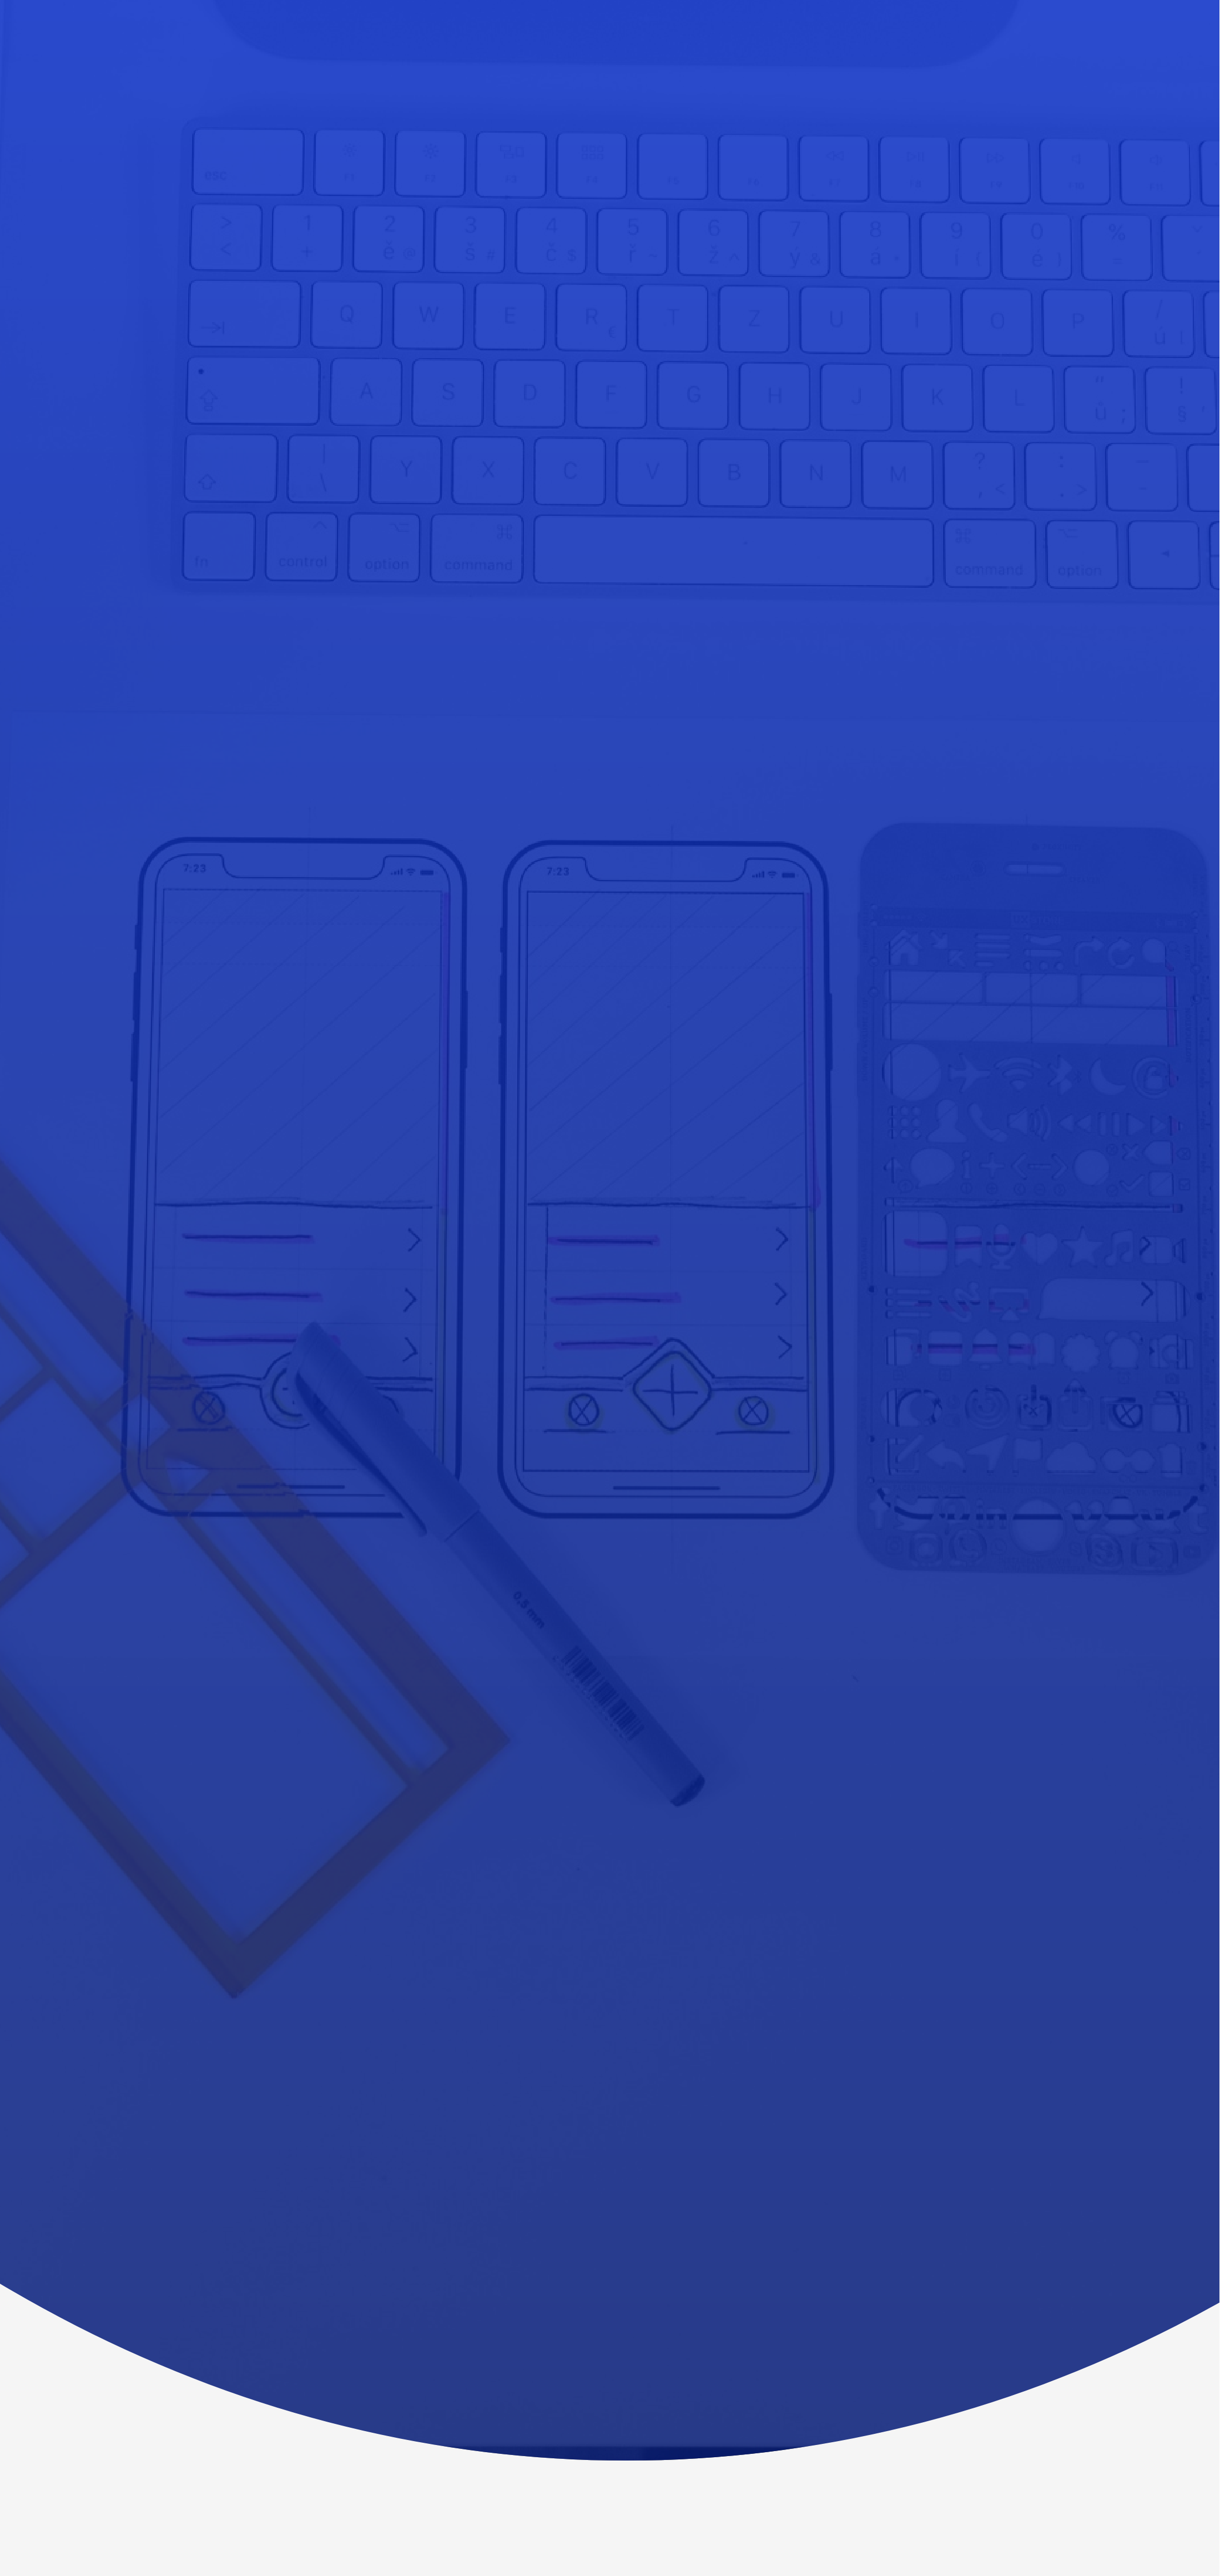 esc
> 1 2 3 4 5 6 7 8 9 0 %
< + ě @ š # č $ ř ž ^ ý & á * í é =
Q W E R T Z U I O P /
€ ú
A S D F G H J K L " !
ů ; § '
| Y X C V B N M ? : _
\ , < . > -
fn control option command command option
7:23 7:23
0,5 mm